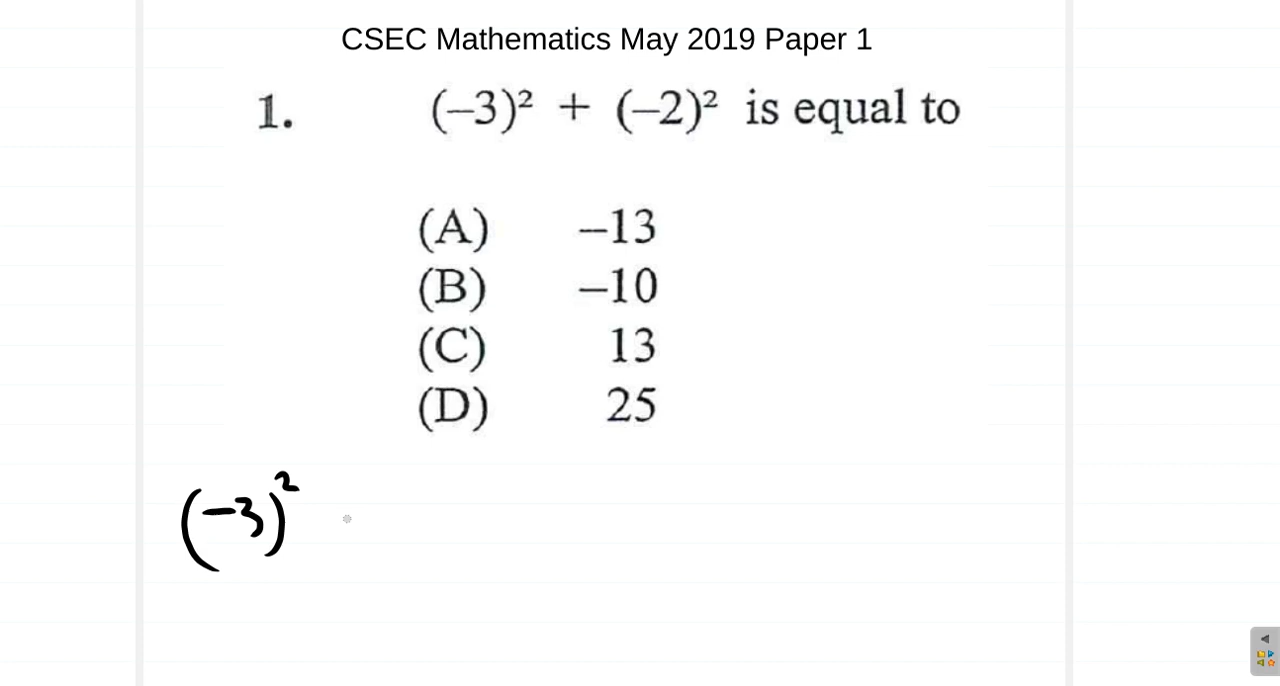 CSEC Mathematics May 2019 Paper 1
1. (–3)² + (–2)² is equal to
(A) –13
(B) –10
(C) 13
(D) 25
(-3)²